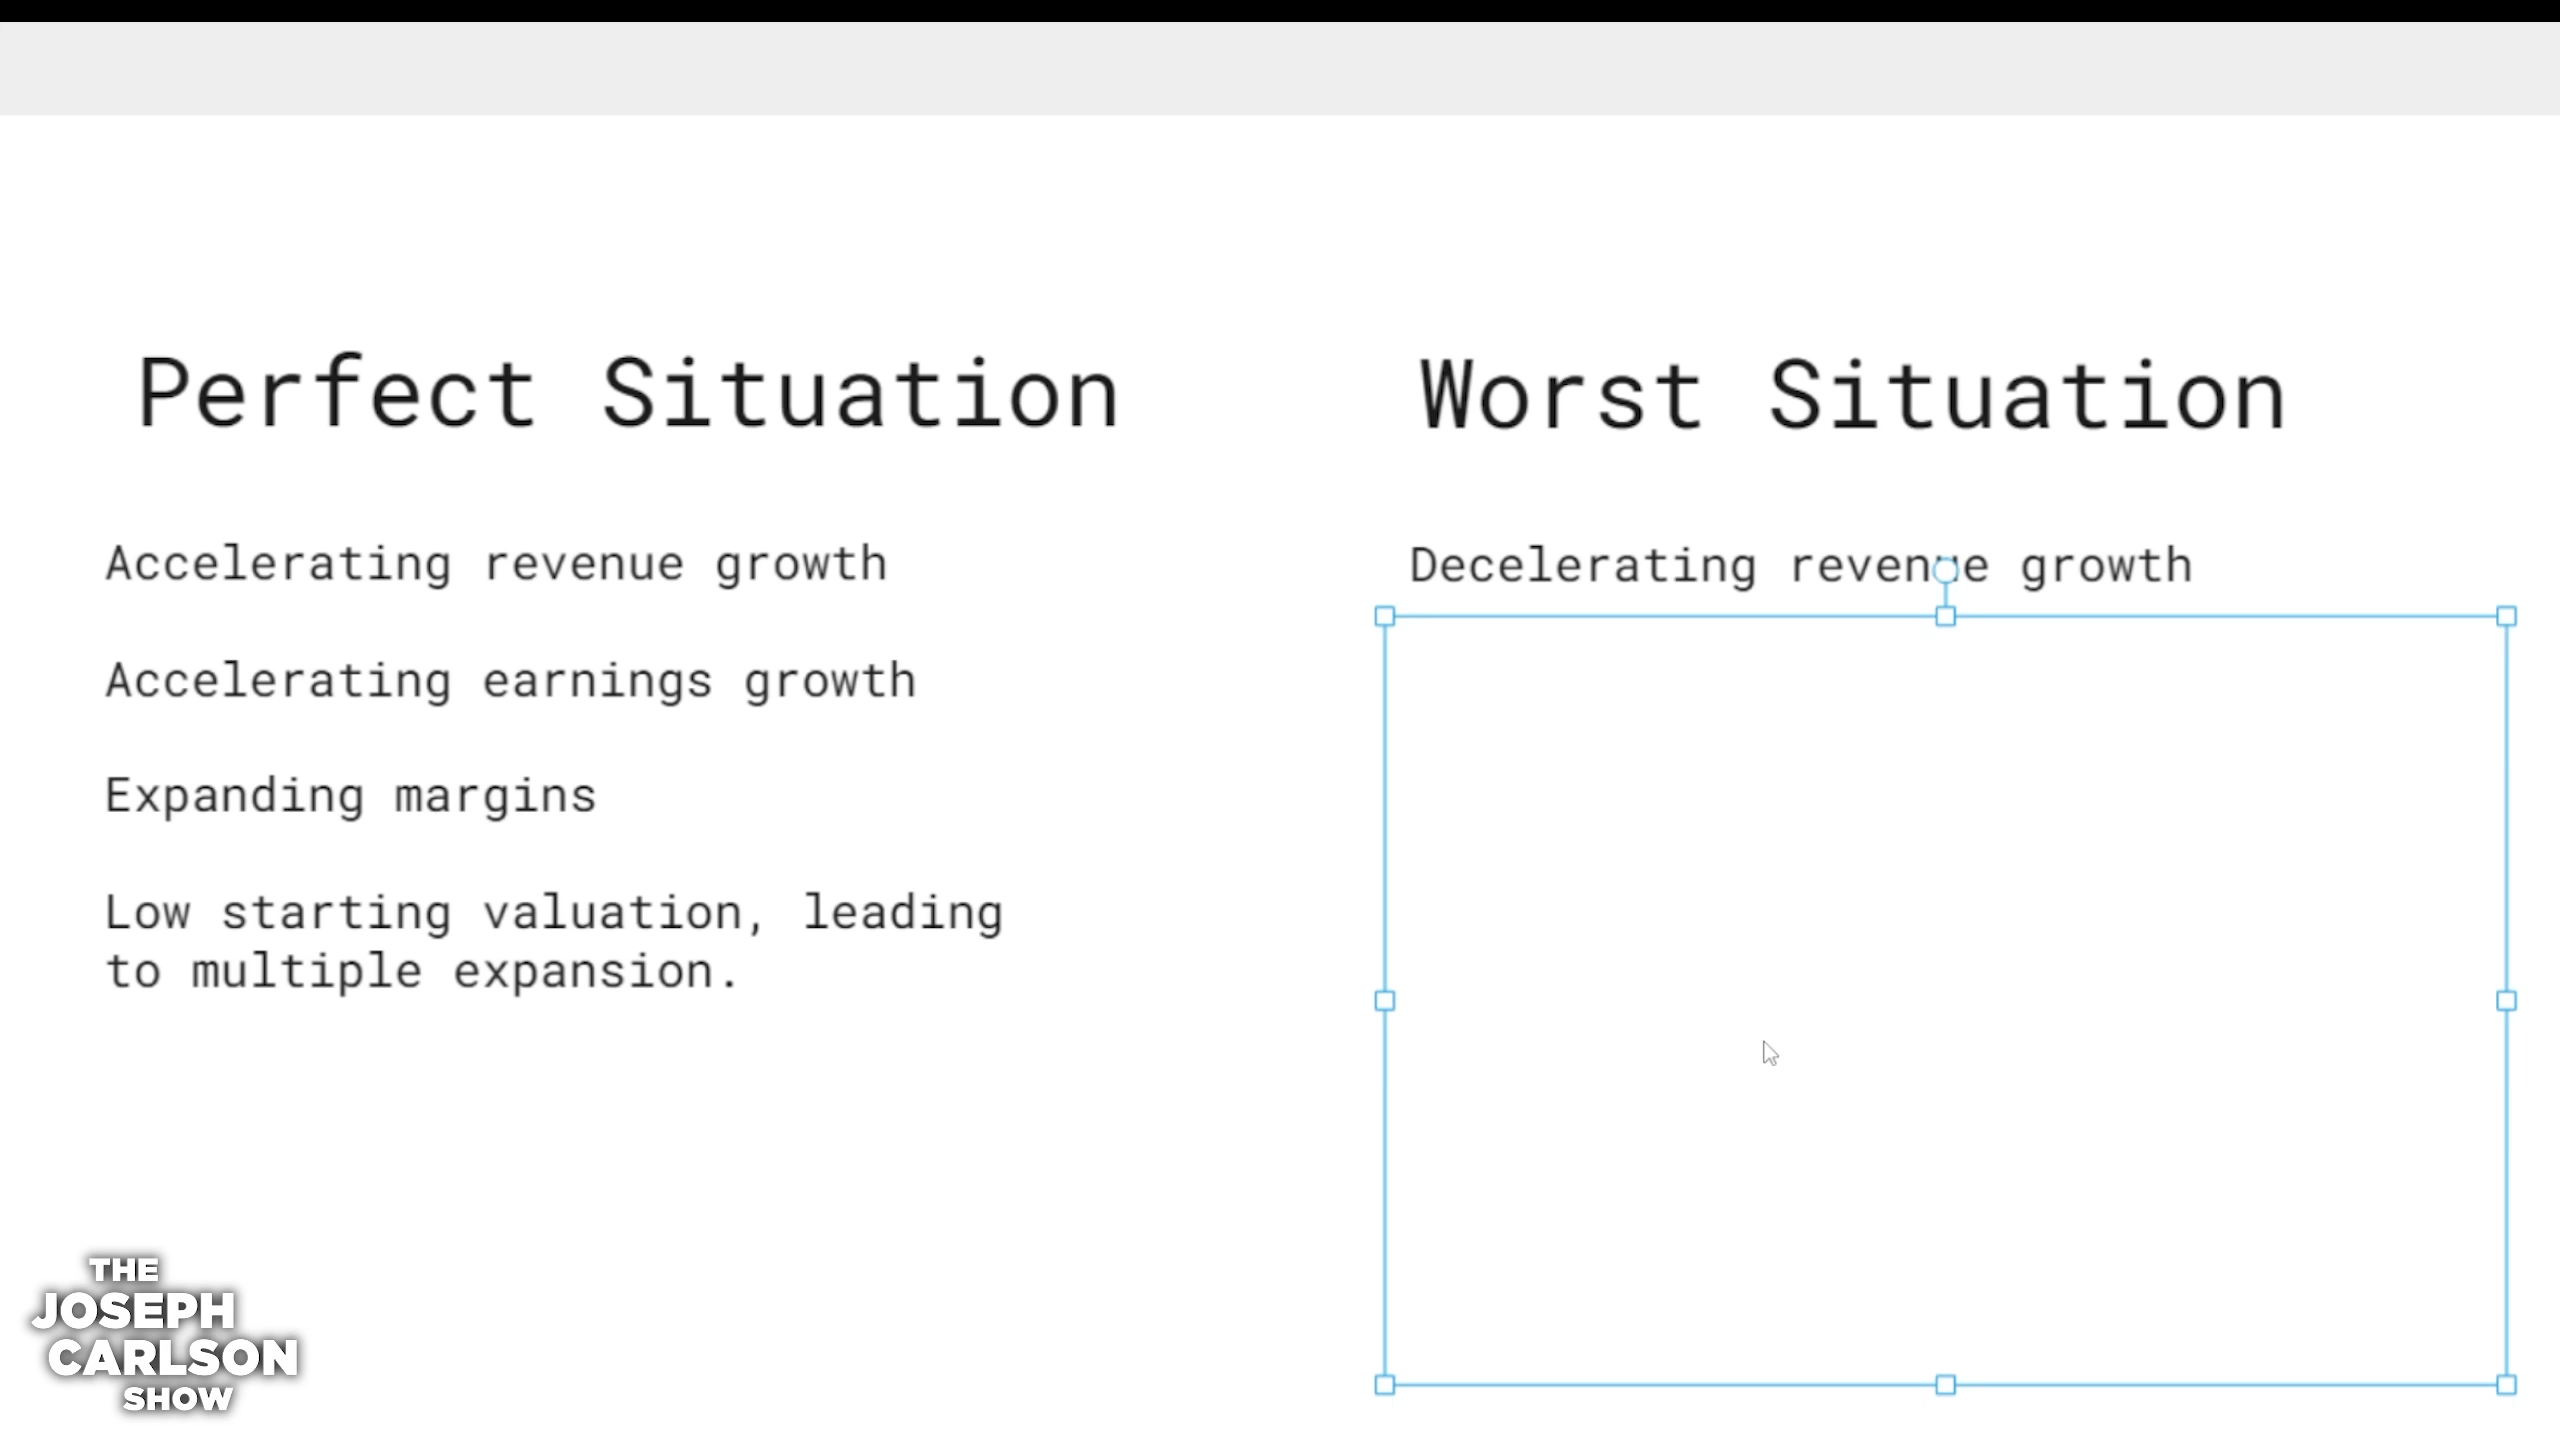 Perfect Situation
Accelerating revenue growth
Accelerating earnings growth
Expanding margins
Low starting valuation, leading
to multiple expansion.
Worst Situation
Decelerating revenue growth
THE
JOSEPH
CARLSON
SHOW